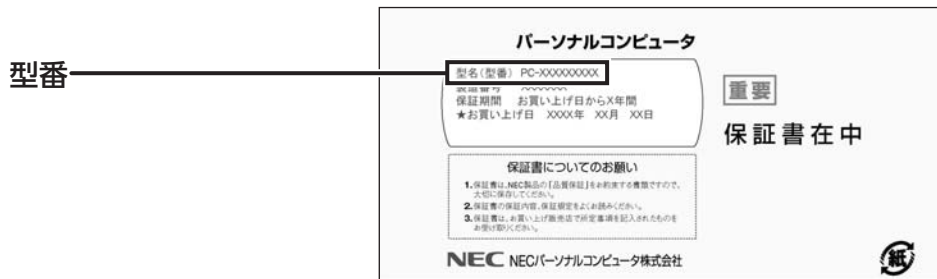 型番
パーソナルコンピュータ
型名(型番) PC-XXXXXXXXX
製造番号 XXXXXXX
保証期間 お買い上げ日からX年間
★お買い上げ日 XXXX年 XX月 XX日
重要
保証書在中
保証書についてのお願い
1.保証書は、NEC製品の「品質保証」をお約束する書類ですので、
大切に保存してください。
2.保証書の保証内容、保証規定をよくお読みください。
3.保証書は、お買い上げ販売店で所定事項を記入されたものを
お受け取りください。
NEC NECパーソナルコンピュータ株式会社
紙